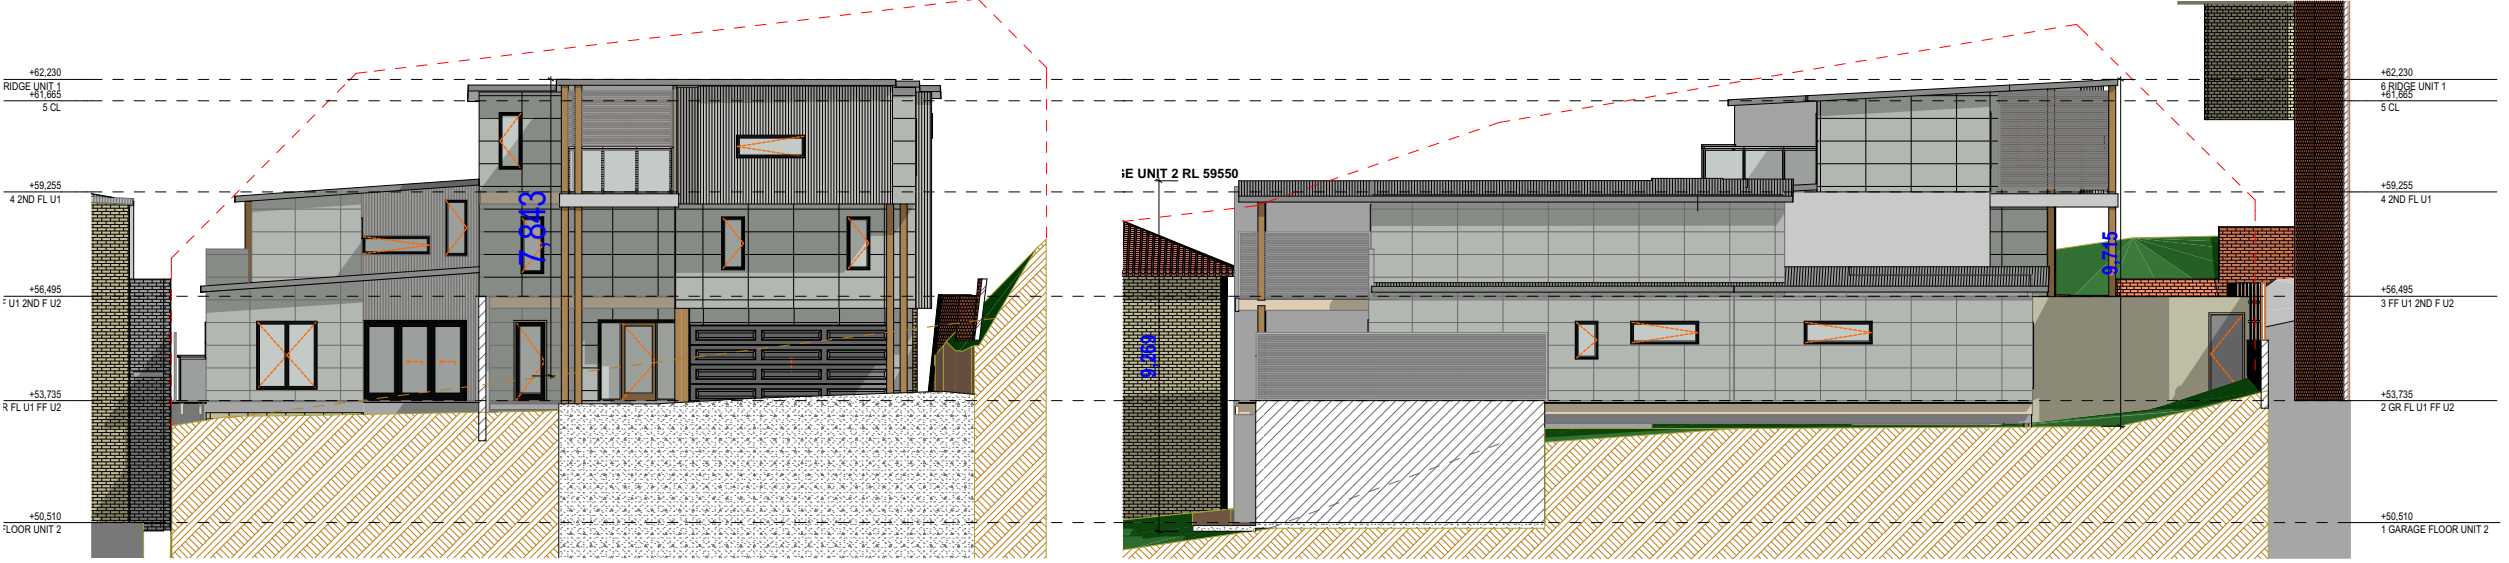 +62,230
RIDGE UNIT 1
+61,665
5 CL
+59,255
4 2ND FL U1
+56,495
U1 2ND F U2
+53,735
R FL U1 FF U2
+50,510
FLOOR UNIT 2
7,843
GE UNIT 2 RL 59550
9,269
9,715
+62,230
6 RIDGE UNIT 1
+61,665
5 CL
+59,255
4 2ND FL U1
+56,495
3 FF U1 2ND F U2
+53,735
2 GR FL U1 FF U2
+50,510
1 GARAGE FLOOR UNIT 2